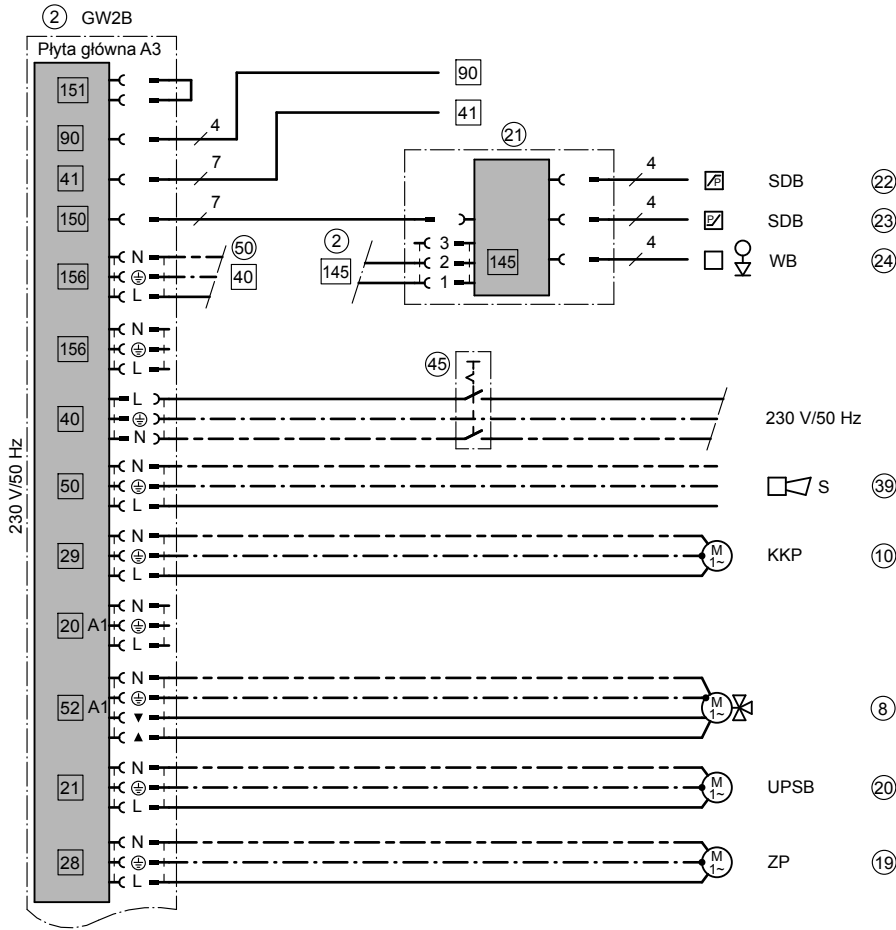 2 GW2B
Płyta główna A3
151
90
90
4
41
41
7
21
150
7
4
P
SDB
22
4
P
SDB
23
4
WB
24
3
2
1
145
2
145
156
N
L
50
40
156
N
L
45
40
L
N
230 V/50 Hz
230 V/50 Hz
50
N
L
S
39
29
N
L
M
1~
KKP
10
20 A1
N
L
52 A1
N
M
1~
8
21
N
L
M
1~
UPSB
20
28
N
L
M
1~
ZP
19